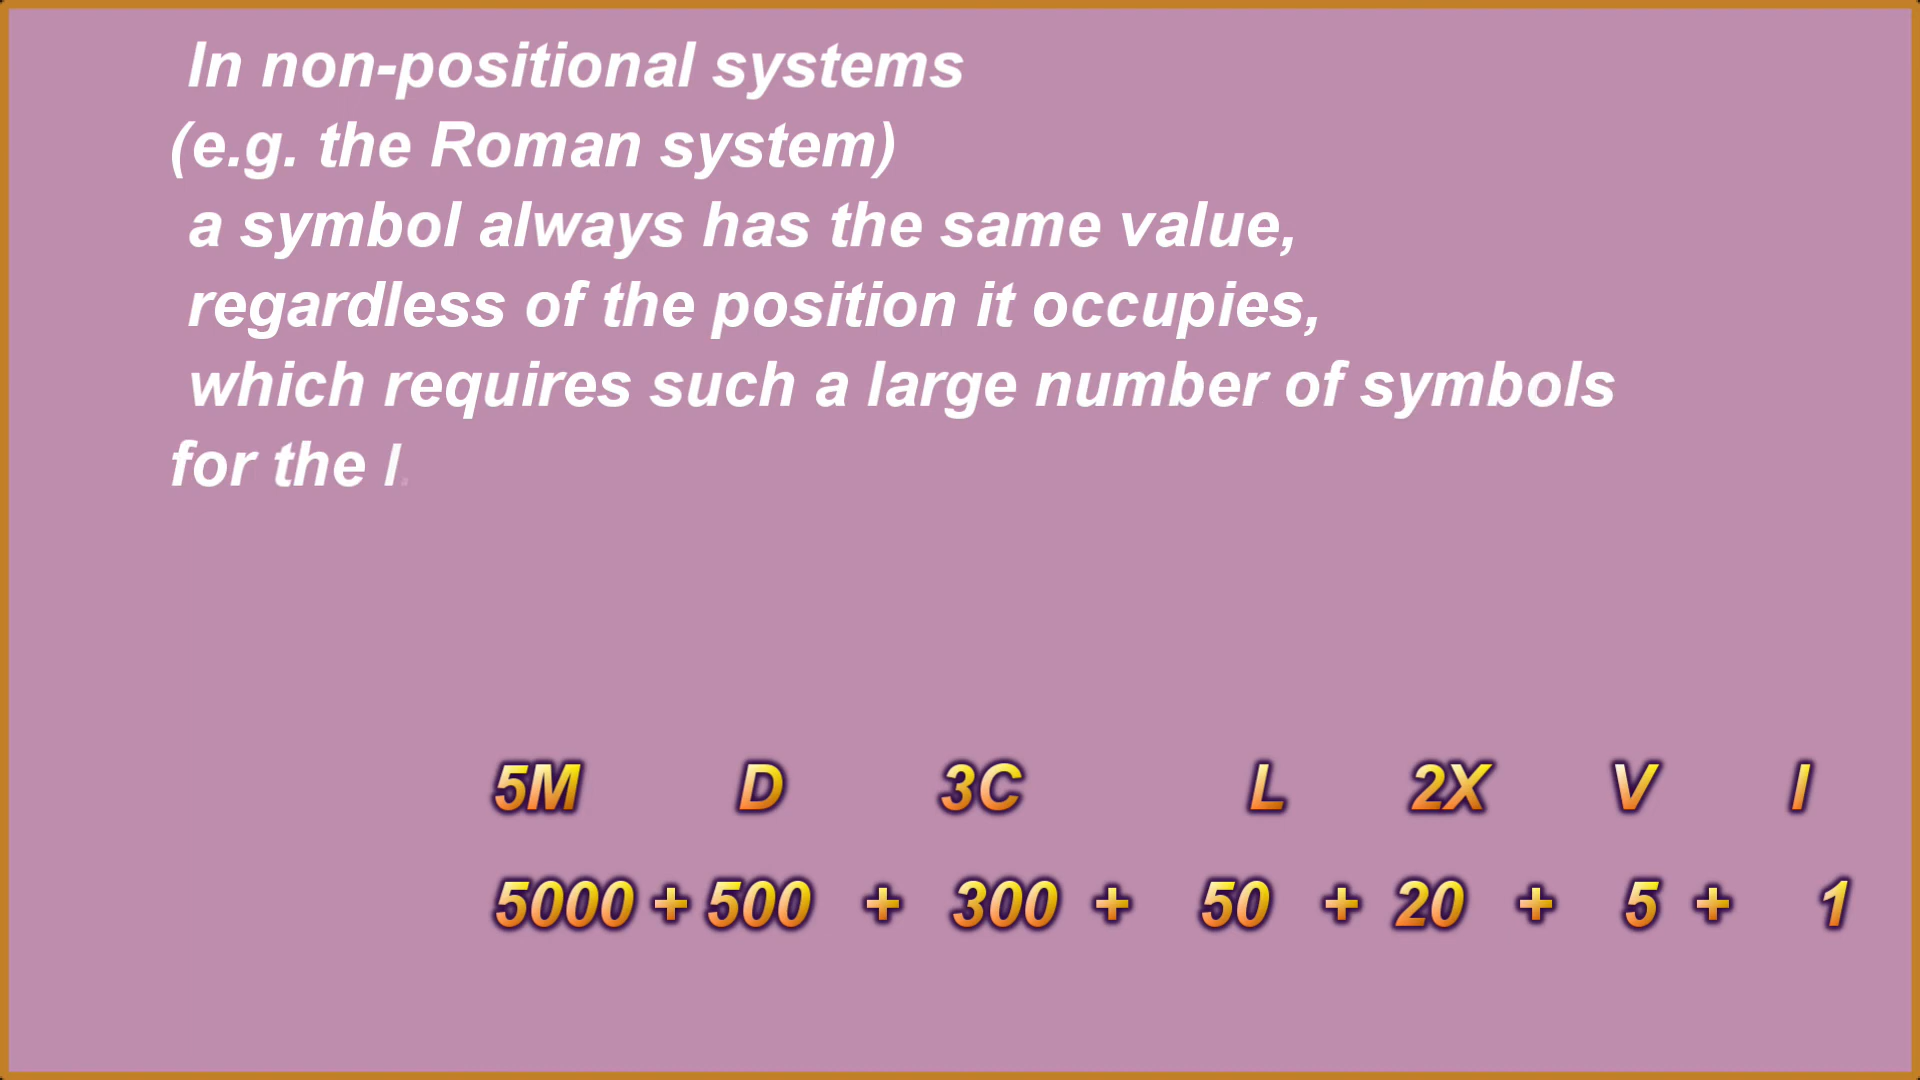 In non-positional systems
(e.g. the Roman system)
a symbol always has the same value,
regardless of the position it occupies,
which requires such a large number of symbols
for the l
5M D 3C L 2X V I
5000 + 500 + 300 + 50 + 20 + 5 + 1